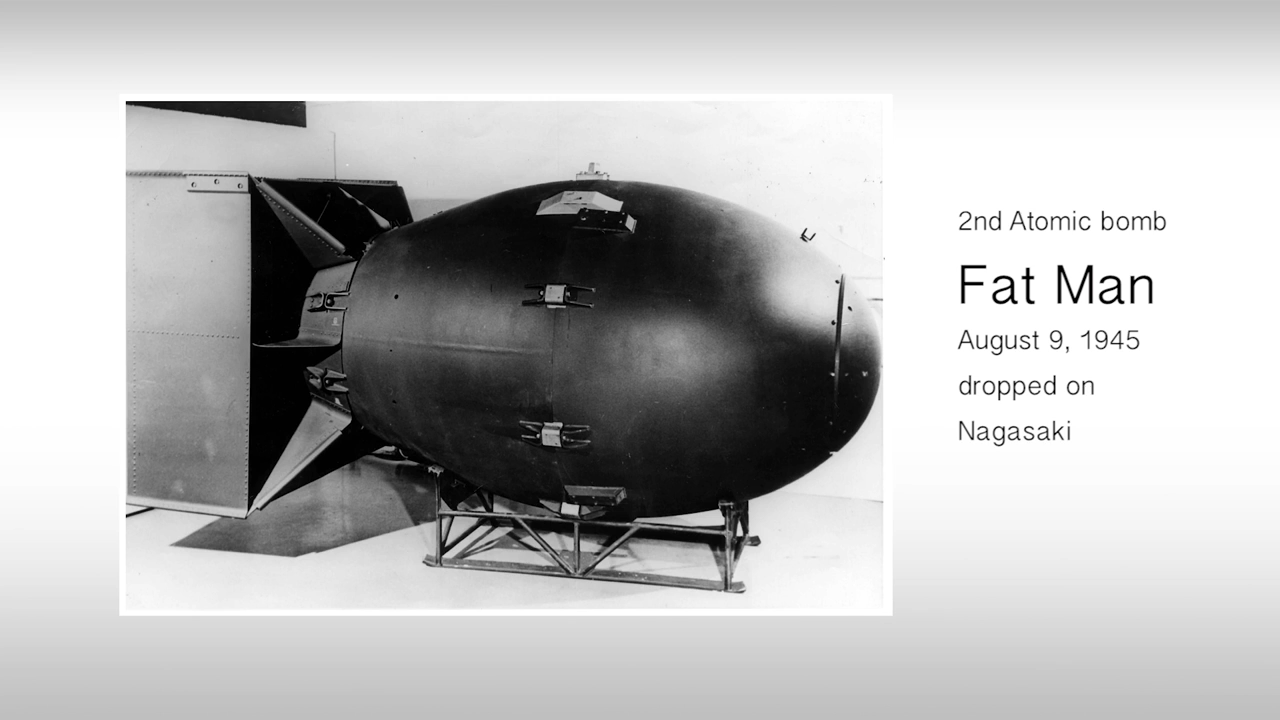 2nd Atomic bomb
Fat Man
August 9, 1945
dropped on
Nagasaki